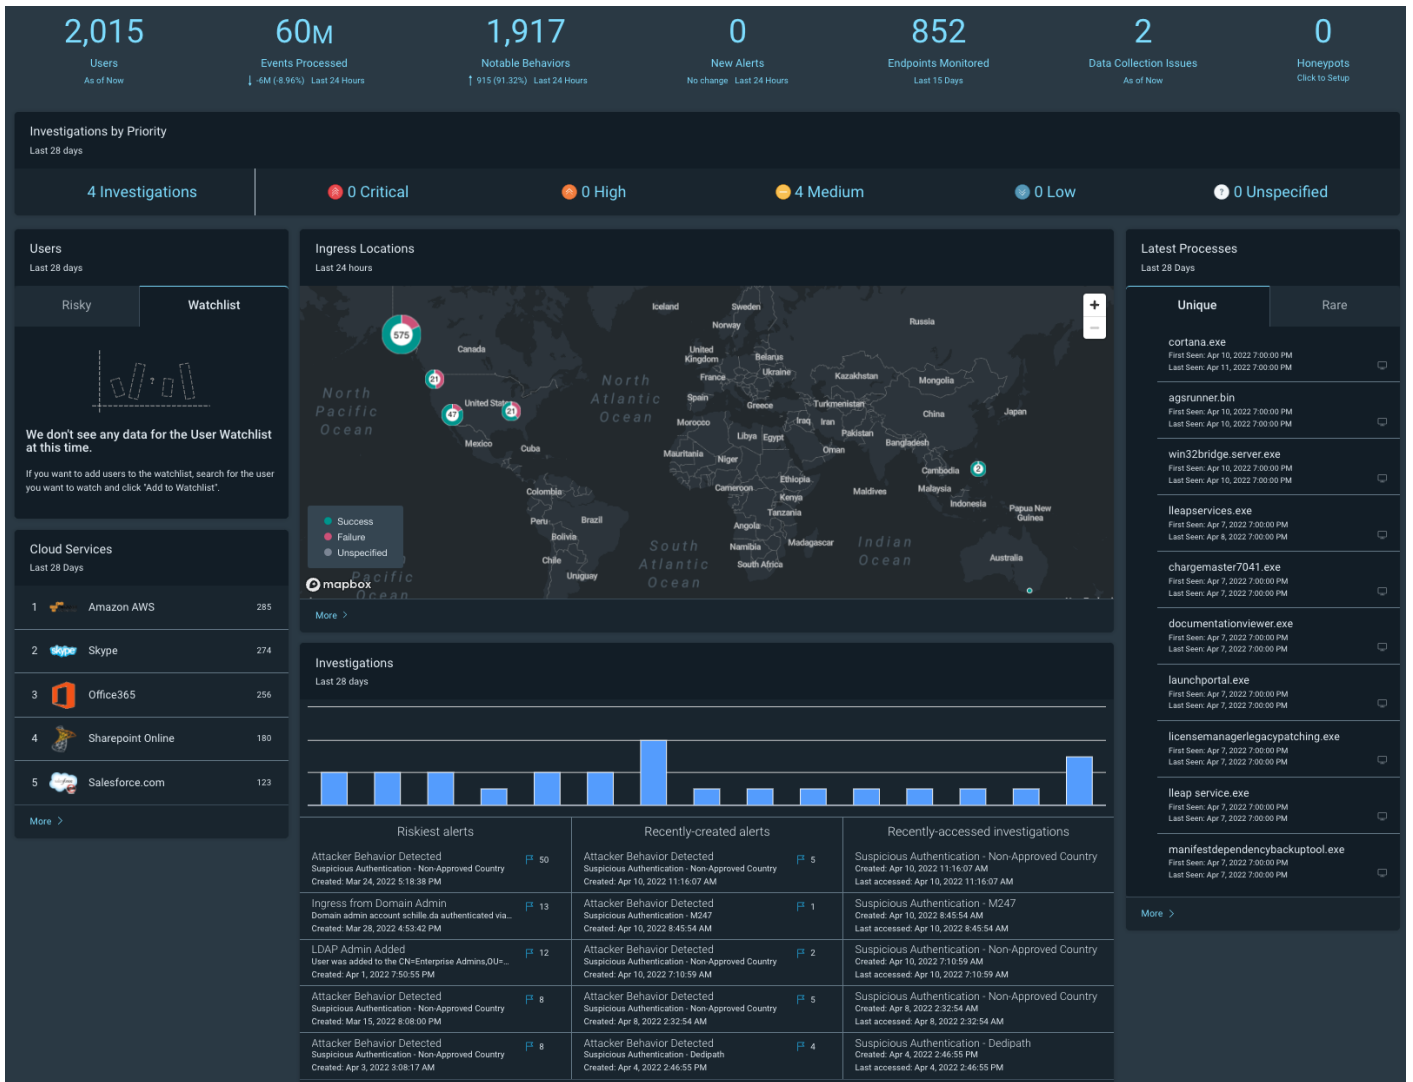 2,015
Users
As of Now
60M
Events Processed
↓ -6M (-8.96%) Last 24 Hours
1,917
Notable Behaviors
↑ 915 (91.32%) Last 24 Hours
0
New Alerts
No change Last 24 Hours
852
Endpoints Monitored
Last 15 Days
2
Data Collection Issues
As of Now
0
Honeypots
Click to Setup
Investigations by Priority
Last 28 days
4 Investigations
0 Critical
0 High
4 Medium
0 Low
? 0 Unspecified
Users
Last 28 days
Risky
Watchlist
?
We don't see any data for the User Watchlist
at this time.
If you want to add users to the watchlist, search for the user
you want to watch and click "Add to Watchlist".
Cloud Services
Last 28 Days
1 Amazon AWS 285
2 skype Skype 274
3 Office365 256
4 Sharepoint Online 180
5 Salesforce.com 123
More >
Ingress Locations
Last 24 hours
+
−
Iceland
Sweden
Norway
Russia
575
Canada
United
Kingdom
Belarus
Ukraine
France
Kazakhstan
Mongolia
21
North
Pacific
Ocean
North
Atlantic
Ocean
Spain
Greece
Turkmenistan
United Stat
47
21
China
Japan
Morocco
Iraq
Iran
Pakistan
Mexico
Cuba
Libya
Egypt
Bangladesh
Oman
Mauritania
Niger
Cambodia
2
Colombia
Cameroon
Ethiopia
Kenya
Maldives
Malaysia
Indonesia
Papua New
Guinea
Tanzania
Peru
Brazil
Angola
Bolivia
Namibia
Madagascar
South
Atlantic
Ocean
Indian
Ocean
Chile
South Africa
Australia
Uruguay
Success
Failure
Unspecified
Pacific
Ocean
mapbox
More >
Investigations
Last 28 days
Riskiest alerts
Attacker Behavior Detected
Suspicious Authentication - Non-Approved Country
Created: Mar 24, 2022 5:18:38 PM
50
Ingress from Domain Admin
Domain admin account schille.da authenticated via...
Created: Mar 28, 2022 4:53:42 PM
13
LDAP Admin Added
User was added to the CN=Enterprise Admins,OU=...
Created: Apr 1, 2022 7:50:55 PM
12
Attacker Behavior Detected
Suspicious Authentication - Non-Approved Country
Created: Mar 15, 2022 8:08:00 PM
8
Attacker Behavior Detected
Suspicious Authentication - Non-Approved Country
Created: Apr 3, 2022 3:08:17 AM
8
Recently-created alerts
Attacker Behavior Detected
Suspicious Authentication - Non-Approved Country
Created: Apr 10, 2022 11:16:07 AM
5
Attacker Behavior Detected
Suspicious Authentication - M247
Created: Apr 10, 2022 8:45:54 AM
1
Attacker Behavior Detected
Suspicious Authentication - Non-Approved Country
Created: Apr 10, 2022 7:10:59 AM
2
Attacker Behavior Detected
Suspicious Authentication - Non-Approved Country
Created: Apr 8, 2022 2:32:54 AM
5
Attacker Behavior Detected
Suspicious Authentication - Dedipath
Created: Apr 4, 2022 2:46:55 PM
4
Recently-accessed investigations
Suspicious Authentication - Non-Approved Country
Created: Apr 10, 2022 11:16:07 AM
Last accessed: Apr 10, 2022 11:16:07 AM
Suspicious Authentication - M247
Created: Apr 10, 2022 8:45:54 AM
Last accessed: Apr 10, 2022 8:45:54 AM
Suspicious Authentication - Non-Approved Country
Created: Apr 10, 2022 7:10:59 AM
Last accessed: Apr 10, 2022 7:10:59 AM
Suspicious Authentication - Non-Approved Country
Created: Apr 8, 2022 2:32:54 AM
Last accessed: Apr 8, 2022 2:32:54 AM
Suspicious Authentication - Dedipath
Created: Apr 4, 2022 2:46:55 PM
Last accessed: Apr 4, 2022 2:46:55 PM
Latest Processes
Last 28 Days
Unique
Rare
cortana.exe
First Seen: Apr 10, 2022 7:00:00 PM
Last Seen: Apr 11, 2022 7:00:00 PM
agsrunner.bin
First Seen: Apr 10, 2022 7:00:00 PM
Last Seen: Apr 10, 2022 7:00:00 PM
win32bridge.server.exe
First Seen: Apr 10, 2022 7:00:00 PM
Last Seen: Apr 10, 2022 7:00:00 PM
lleapservices.exe
First Seen: Apr 7, 2022 7:00:00 PM
Last Seen: Apr 8, 2022 7:00:00 PM
chargemaster7041.exe
First Seen: Apr 7, 2022 7:00:00 PM
Last Seen: Apr 7, 2022 7:00:00 PM
documentationviewer.exe
First Seen: Apr 7, 2022 7:00:00 PM
Last Seen: Apr 7, 2022 7:00:00 PM
launchportal.exe
First Seen: Apr 7, 2022 7:00:00 PM
Last Seen: Apr 7, 2022 7:00:00 PM
licensemanagerlegacypatching.exe
First Seen: Apr 7, 2022 7:00:00 PM
Last Seen: Apr 7, 2022 7:00:00 PM
lleap service.exe
First Seen: Apr 7, 2022 7:00:00 PM
Last Seen: Apr 7, 2022 7:00:00 PM
manifestdependencybackuptool.exe
First Seen: Apr 7, 2022 7:00:00 PM
Last Seen: Apr 7, 2022 7:00:00 PM
More >